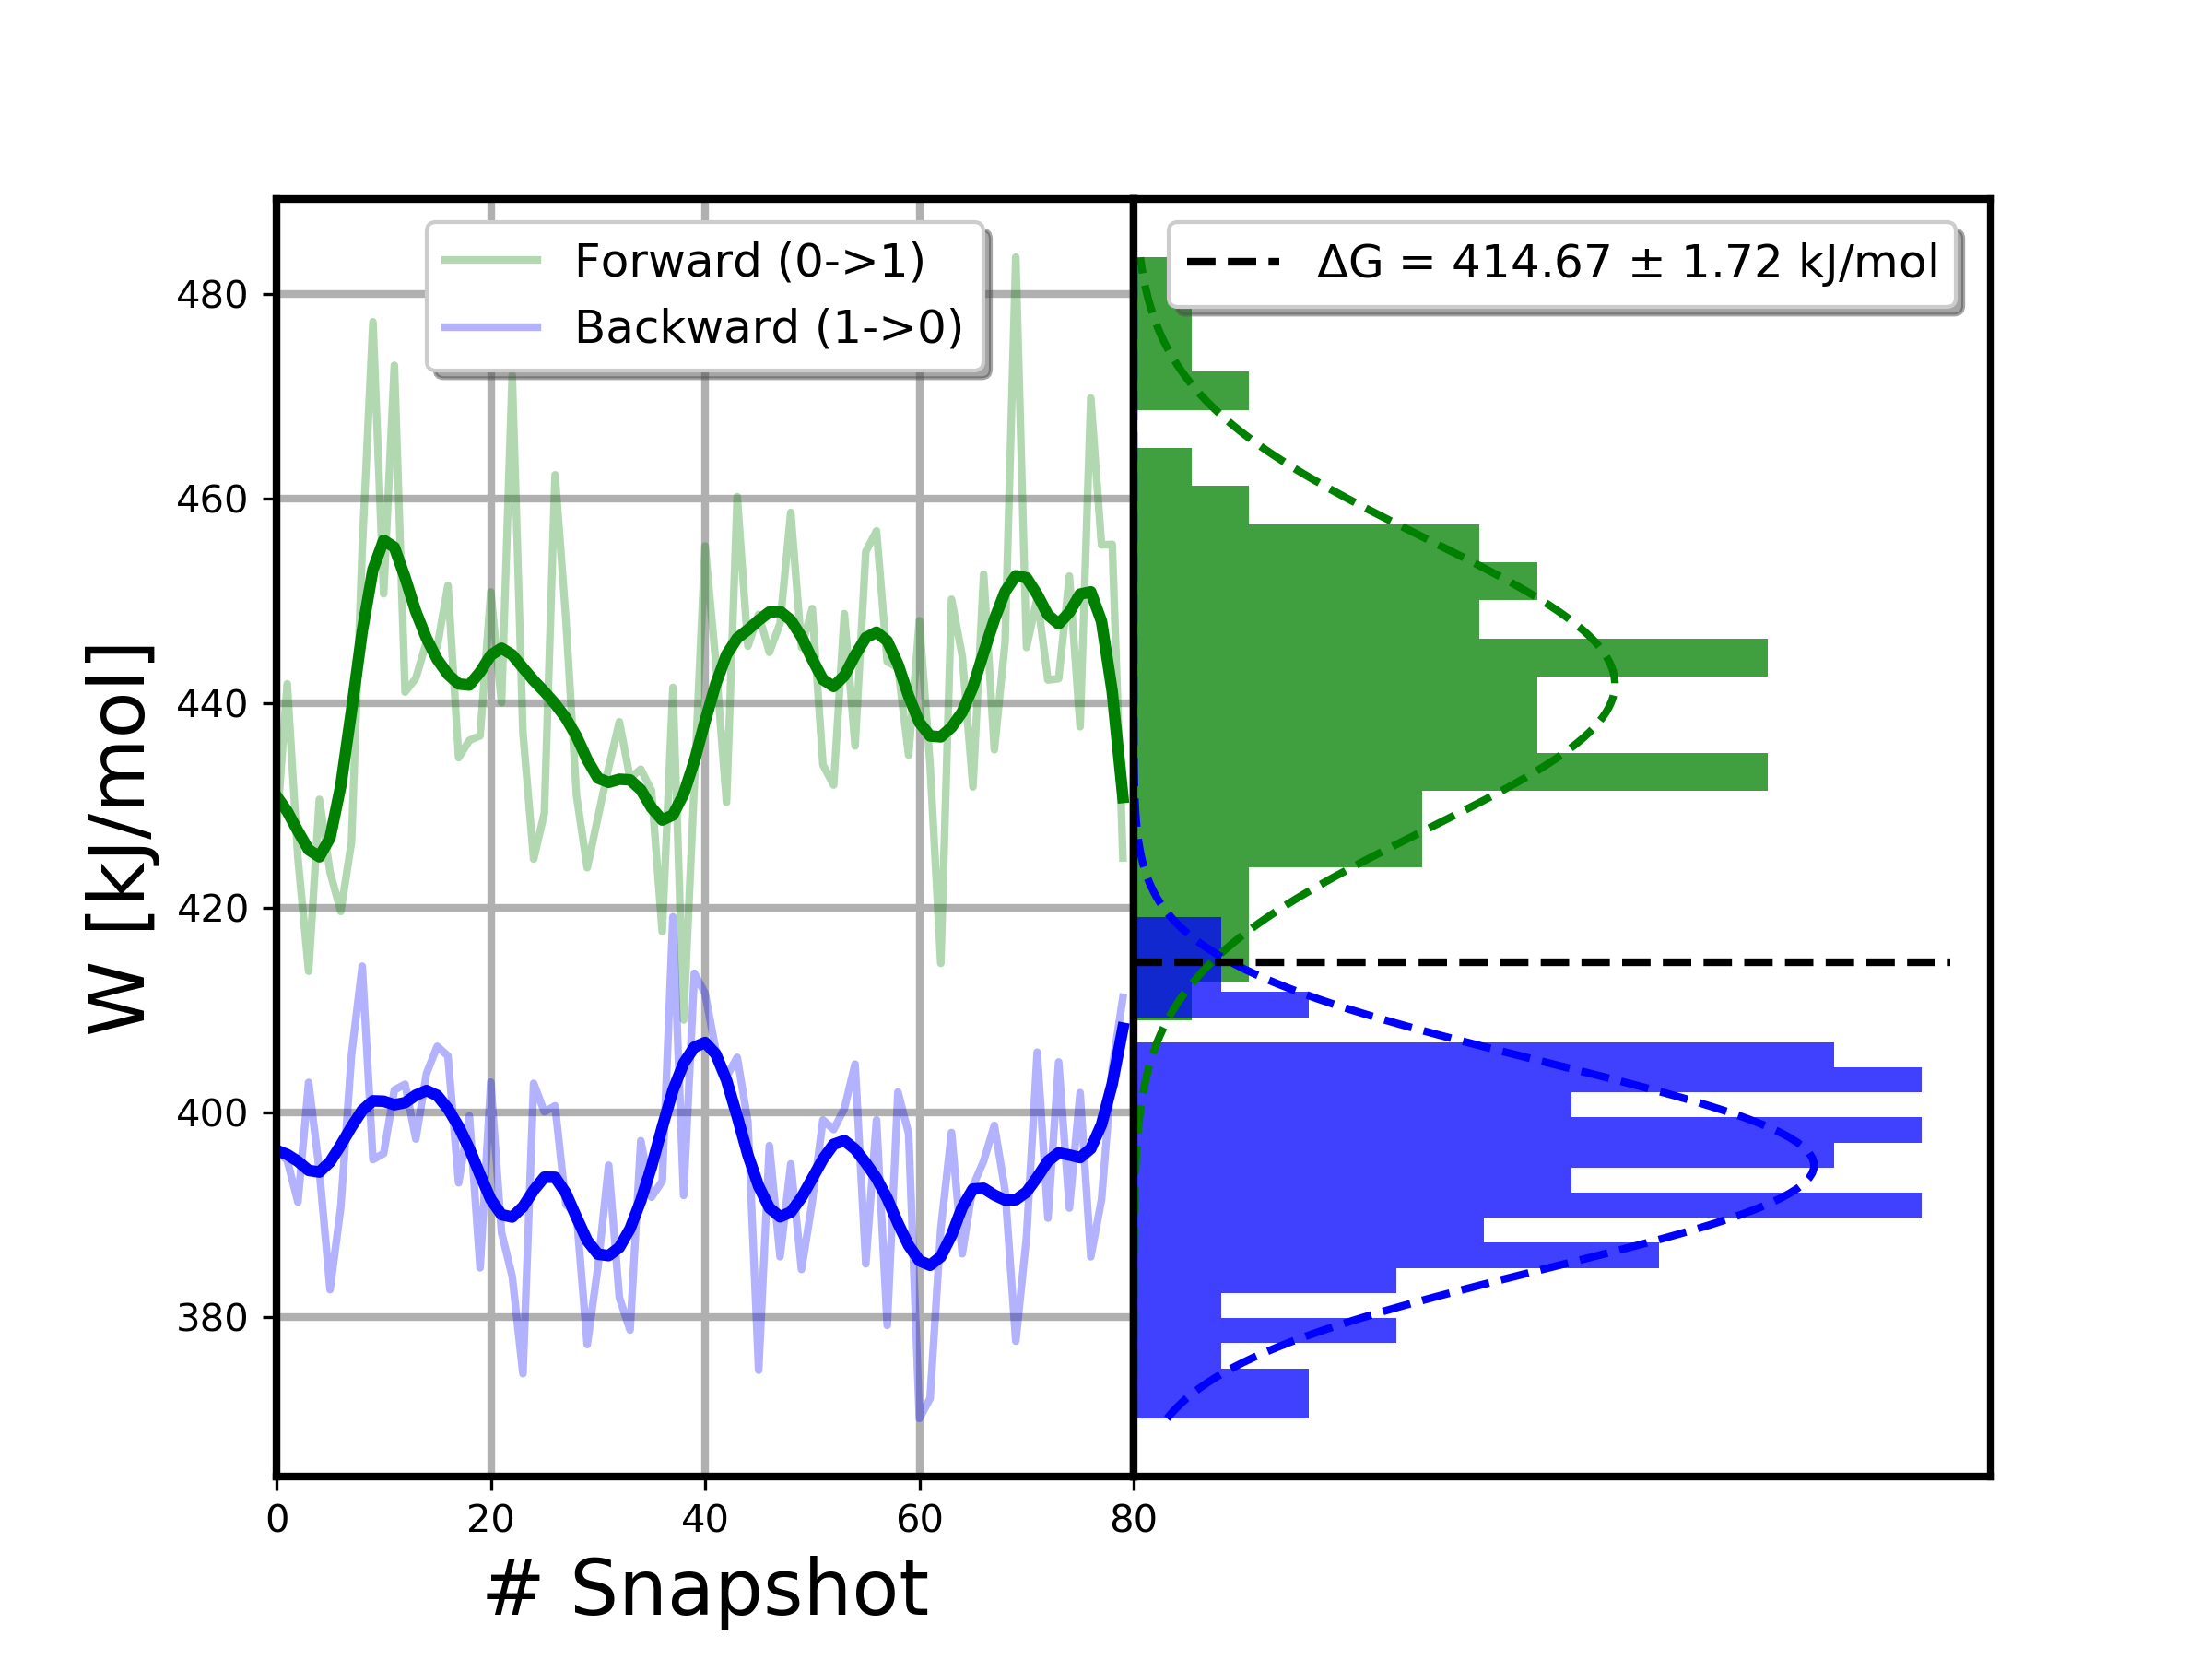 Forward (0->1)
Backward (1->0)
ΔG = 414.67 ± 1.72 kJ/mol
W [kJ/mol]
480
460
440
420
400
380
0 20 40 60 80
# Snapshot